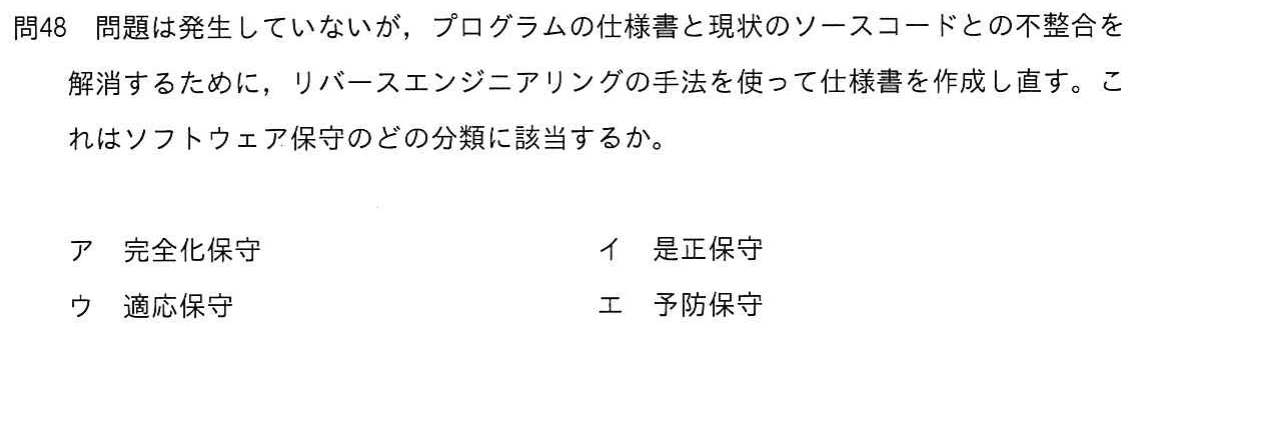 問48　問題は発生していないが，プログラムの仕様書と現状のソースコードとの不整合を
解消するために，リバースエンジニアリングの手法を使って仕様書を作成し直す。こ
れはソフトウェア保守のどの分類に該当するか。
ア　完全化保守　イ　是正保守
ウ　適応保守　エ　予防保守